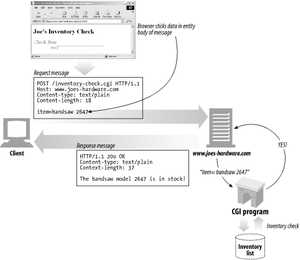 Joe's Inventory Check
Browser sticks data in entity
body of message
Request message
POST /inventory-check.cgi HTTP/1.1
Host: www.joes-hardware.com
Content-type: text/plain
Content-length: 18
item=bandsaw 2647
Client
Response message
HTTP/1.1 200 OK
Content-type: text/plain
Content-length: 37
The bandsaw model 2647 is in stock!
www.joes-hardware.com
YES!
"item= bandsaw 2647"
CGI program
Inventory check
Inventory
list